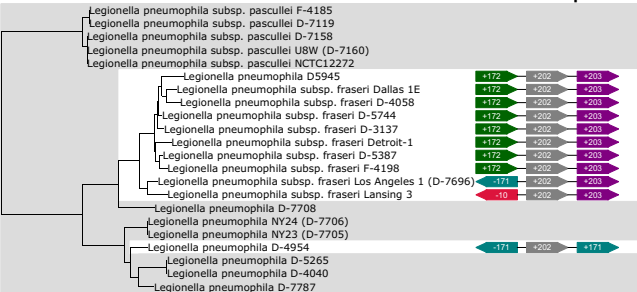 Legionella pneumophila subsp. pascullei F-4185
Legionella pneumophila subsp. pascullei D-7119
Legionella pneumophila subsp. pascullei D-7158
Legionella pneumophila subsp. pascullei U8W (D-7160)
Legionella pneumophila subsp. pascullei NCTC12272
Legionella pneumophila D5945 +172 +202 +203
Legionella pneumophila subsp. fraseri Dallas 1E +172 +202 +203
Legionella pneumophila subsp. fraseri D-4058 +172 +202 +203
Legionella pneumophila subsp. fraseri D-5744 +172 +202 +203
Legionella pneumophila subsp. fraseri D-3137 +172 +202 +203
Legionella pneumophila subsp. fraseri Detroit-1 +172 +202 +203
Legionella pneumophila subsp. fraseri D-5387 +172 +202 +203
Legionella pneumophila subsp. fraseri F-4198 +172 +202 +203
Legionella pneumophila subsp. fraseri Los Angeles 1 (D-7696) -171 +202 +203
Legionella pneumophila subsp. fraseri Lansing 3 -10 +202 +203
Legionella pneumophila D-7708
Legionella pneumophila NY24 (D-7706)
Legionella pneumophila NY23 (D-7705)
Legionella pneumophila D-4954 -171 +202 +171
Legionella pneumophila D-5265
Legionella pneumophila D-4040
Legionella pneumophila D-7787